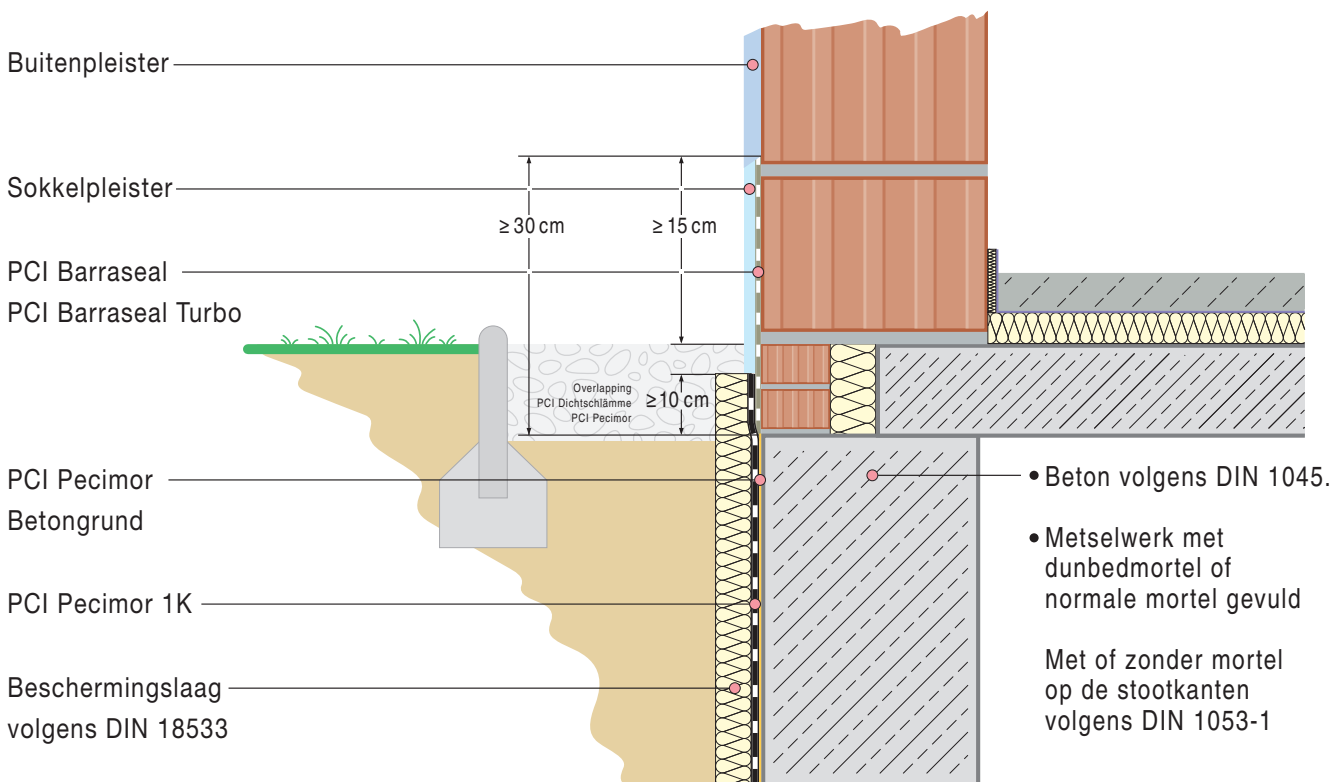 Buitenpleister
Sokkelpleister
≥ 30 cm
≥ 15 cm
PCI Barraseal
PCI Barraseal Turbo
Overlapping
PCI Dichtschlämme
PCI Pecimor
≥ 10 cm
PCI Pecimor
Betongrund
PCI Pecimor 1K
Beschermingslaag
volgens DIN 18533
• Beton volgens DIN 1045.
• Metselwerk met
dunbedmortel of
normale mortel gevuld
Met of zonder mortel
op de stootkanten
volgens DIN 1053-1